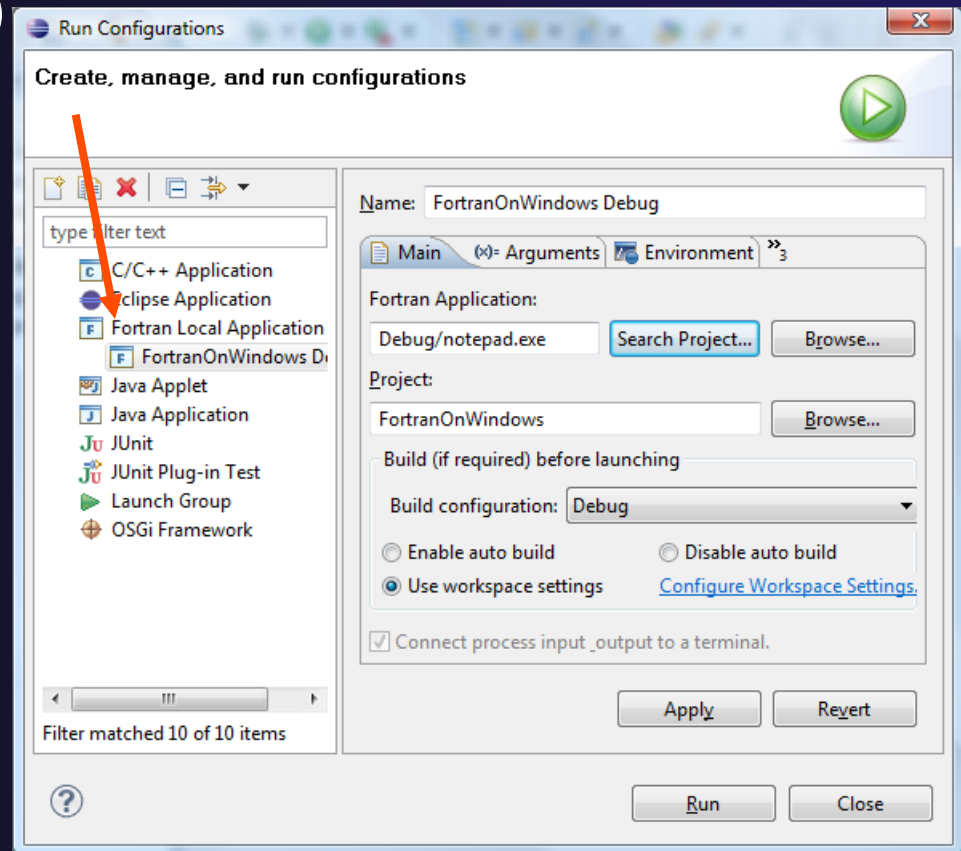 Run Configurations
Create, manage, and run configurations
type filter text
C/C++ Application
Eclipse Application
Fortran Local Application
FortranOnWindows D
Java Applet
Java Application
JUnit
JUnit Plug-in Test
Launch Group
OSGi Framework
Filter matched 10 of 10 items
Name: FortranOnWindows Debug
Main (x)= Arguments Environment »3
Fortran Application:
Debug/notepad.exe Search Project... Browse...
Project:
FortranOnWindows Browse...
Build (if required) before launching
Build configuration: Debug
Enable auto build Disable auto build
Use workspace settings Configure Workspace Settings.
Connect process input _output to a terminal.
Apply Revert
Run Close